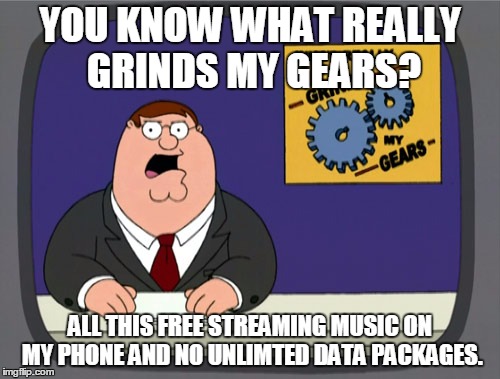 YOU KNOW WHAT REALLY
GRINDS MY GEARS?
MY
GEARS
ALL THIS FREE STREAMING MUSIC ON
MY PHONE AND NO UNLIMTED DATA PACKAGES.
imgflip.com